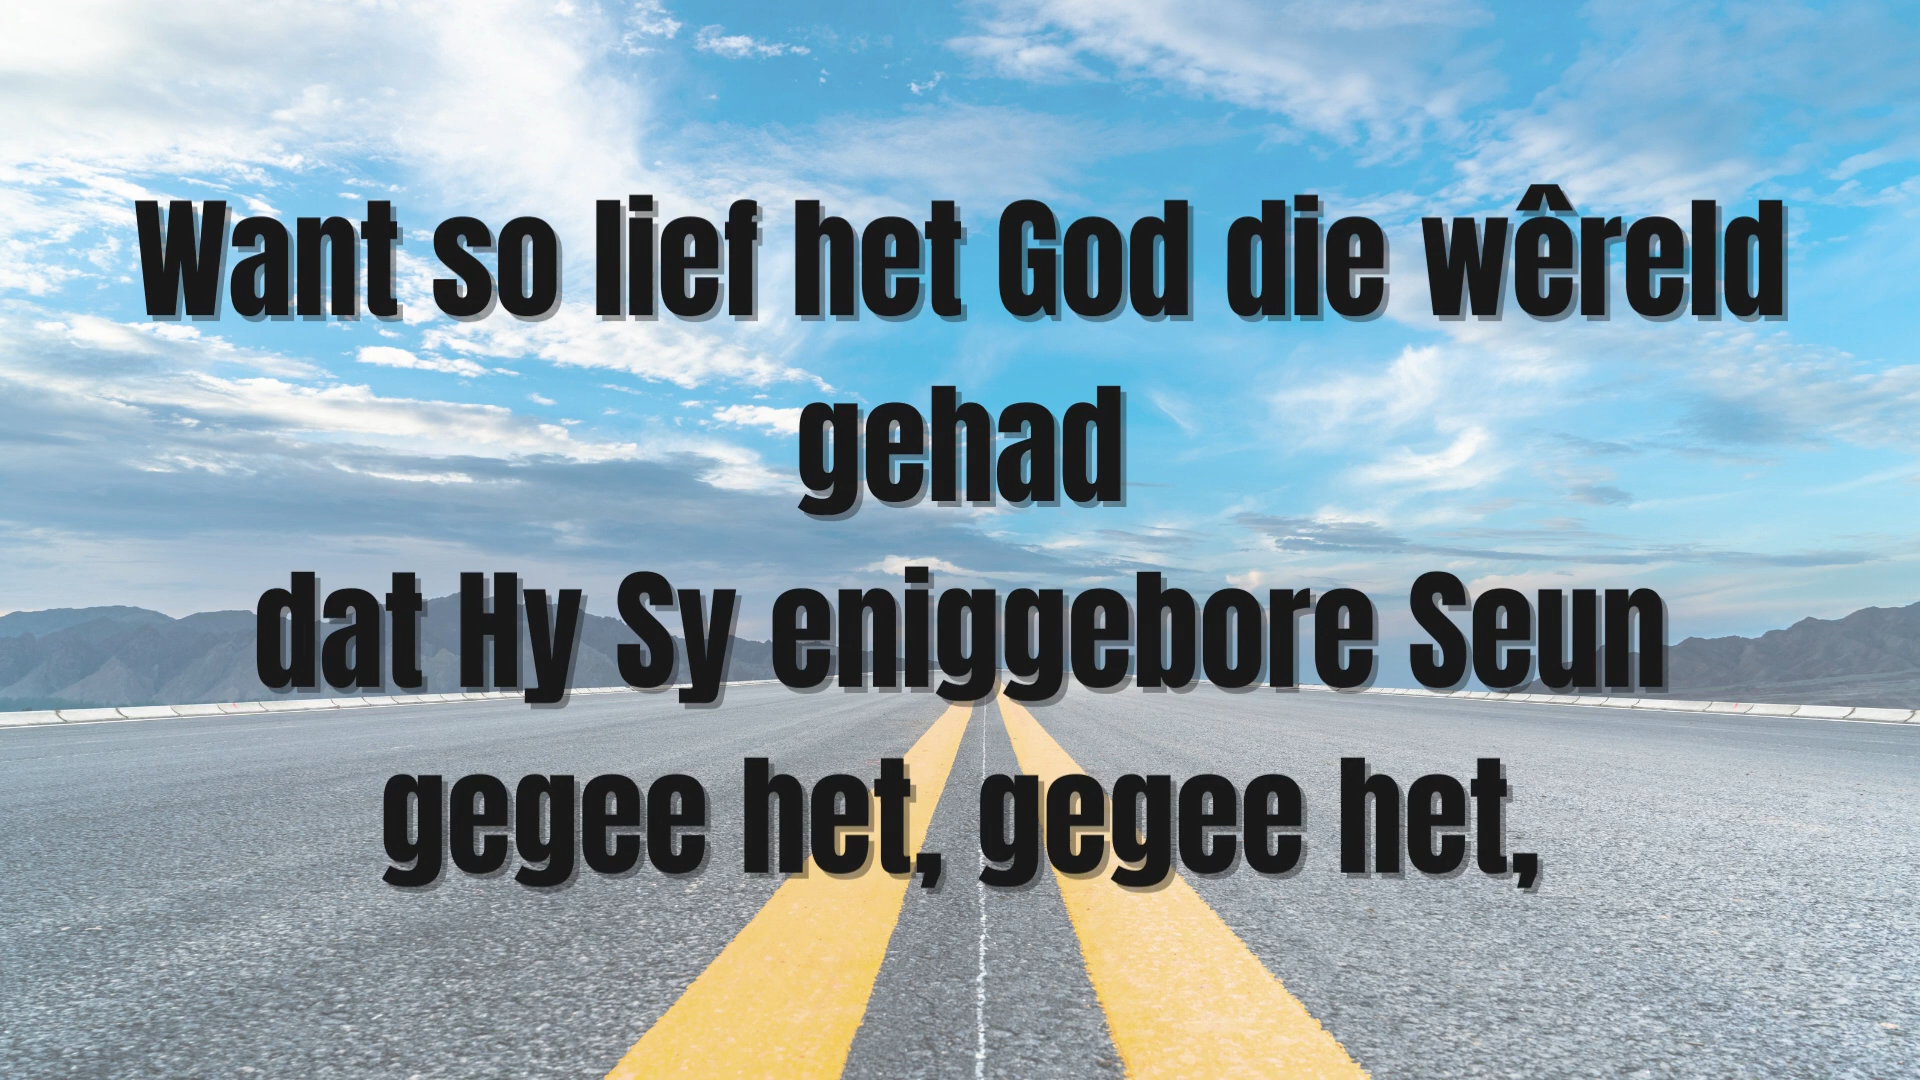 Want so lief het God die wêreld
gehad
dat Hy Sy eniggebore Seun
gegee het, gegee het,